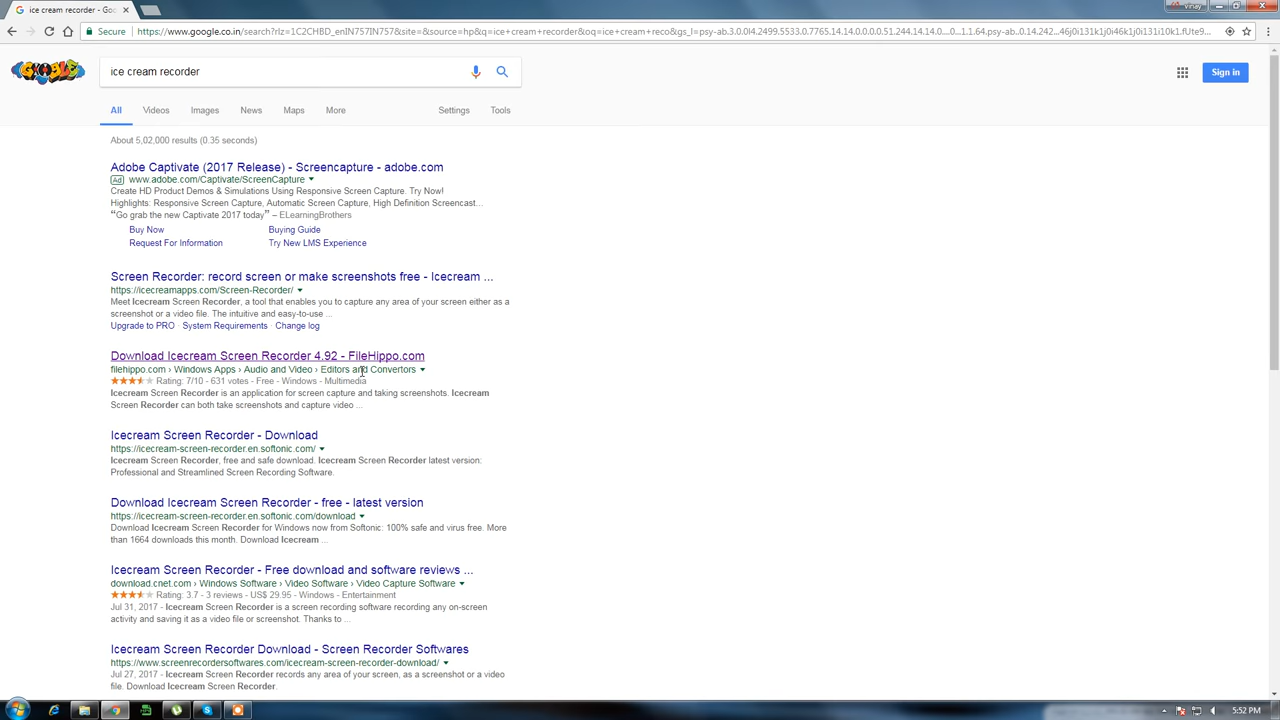 ice cream recorder - Go
Vinay
Secure
https://www.google.co.in/search?rlz=1C2CHBD_enIN757IN757&site=&source=hp&q=ice+cream+recorder&oq=ice+cream+reco&gs_l=psy-ab.3.0.0l4.2499.5533.0.7765.14.14.0.0.0.0.51.244.14.14.0....0...1.1.64.psy-ab..0.14.242...46j0i131k1j0i46k1j0i131i10k1.fUte9...
ice cream recorder
Sign in
All Videos Images News Maps More Settings Tools
About 5,02,000 results (0.35 seconds)
Adobe Captivate (2017 Release) - Screencapture - adobe.com
Ad www.adobe.com/Captivate/ScreenCapture
Create HD Product Demos & Simulations Using Responsive Screen Capture. Try Now!
Highlights: Responsive Screen Capture, Automatic Screen Capture, High Definition Screencast...
“Go grab the new Captivate 2017 today” – ELearningBrothers
Buy Now Buying Guide
Request For Information Try New LMS Experience
Screen Recorder: record screen or make screenshots free - Icecream ...
https://icecreamapps.com/Screen-Recorder/
Meet Icecream Screen Recorder, a tool that enables you to capture any area of your screen either as a
screenshot or a video file. The intuitive and easy-to-use ...
Upgrade to PRO · System Requirements · Change log
Download Icecream Screen Recorder 4.92 - FileHippo.com
filehippo.com › Windows Apps › Audio and Video › Editors and Convertors
Rating: 7/10 - 631 votes - Free - Windows - Multimedia
Icecream Screen Recorder is an application for screen capture and taking screenshots. Icecream
Screen Recorder can both take screenshots and capture video ...
Icecream Screen Recorder - Download
https://icecream-screen-recorder.en.softonic.com/
Icecream Screen Recorder, free and safe download. Icecream Screen Recorder latest version:
Professional and Streamlined Screen Recording Software.
Download Icecream Screen Recorder - free - latest version
https://icecream-screen-recorder.en.softonic.com/download
Download Icecream Screen Recorder for Windows now from Softonic: 100% safe and virus free. More
than 1664 downloads this month. Download Icecream ...
Icecream Screen Recorder - Free download and software reviews ...
download.cnet.com › Windows Software › Video Software › Video Capture Software
Rating: 3.7 - 3 reviews - US$ 29.95 - Windows - Entertainment
Jul 31, 2017 - Icecream Screen Recorder is a screen recording software recording any on-screen
activity and saving it as a video file or screenshot. Thanks to ...
Icecream Screen Recorder Download - Screen Recorder Softwares
https://www.screenrecordersoftwares.com/icecream-screen-recorder-download/
Jul 27, 2017 - Icecream Screen Recorder records any area of your screen, as a screenshot or a video
file. Download Icecream Screen Recorder.
5:52 PM